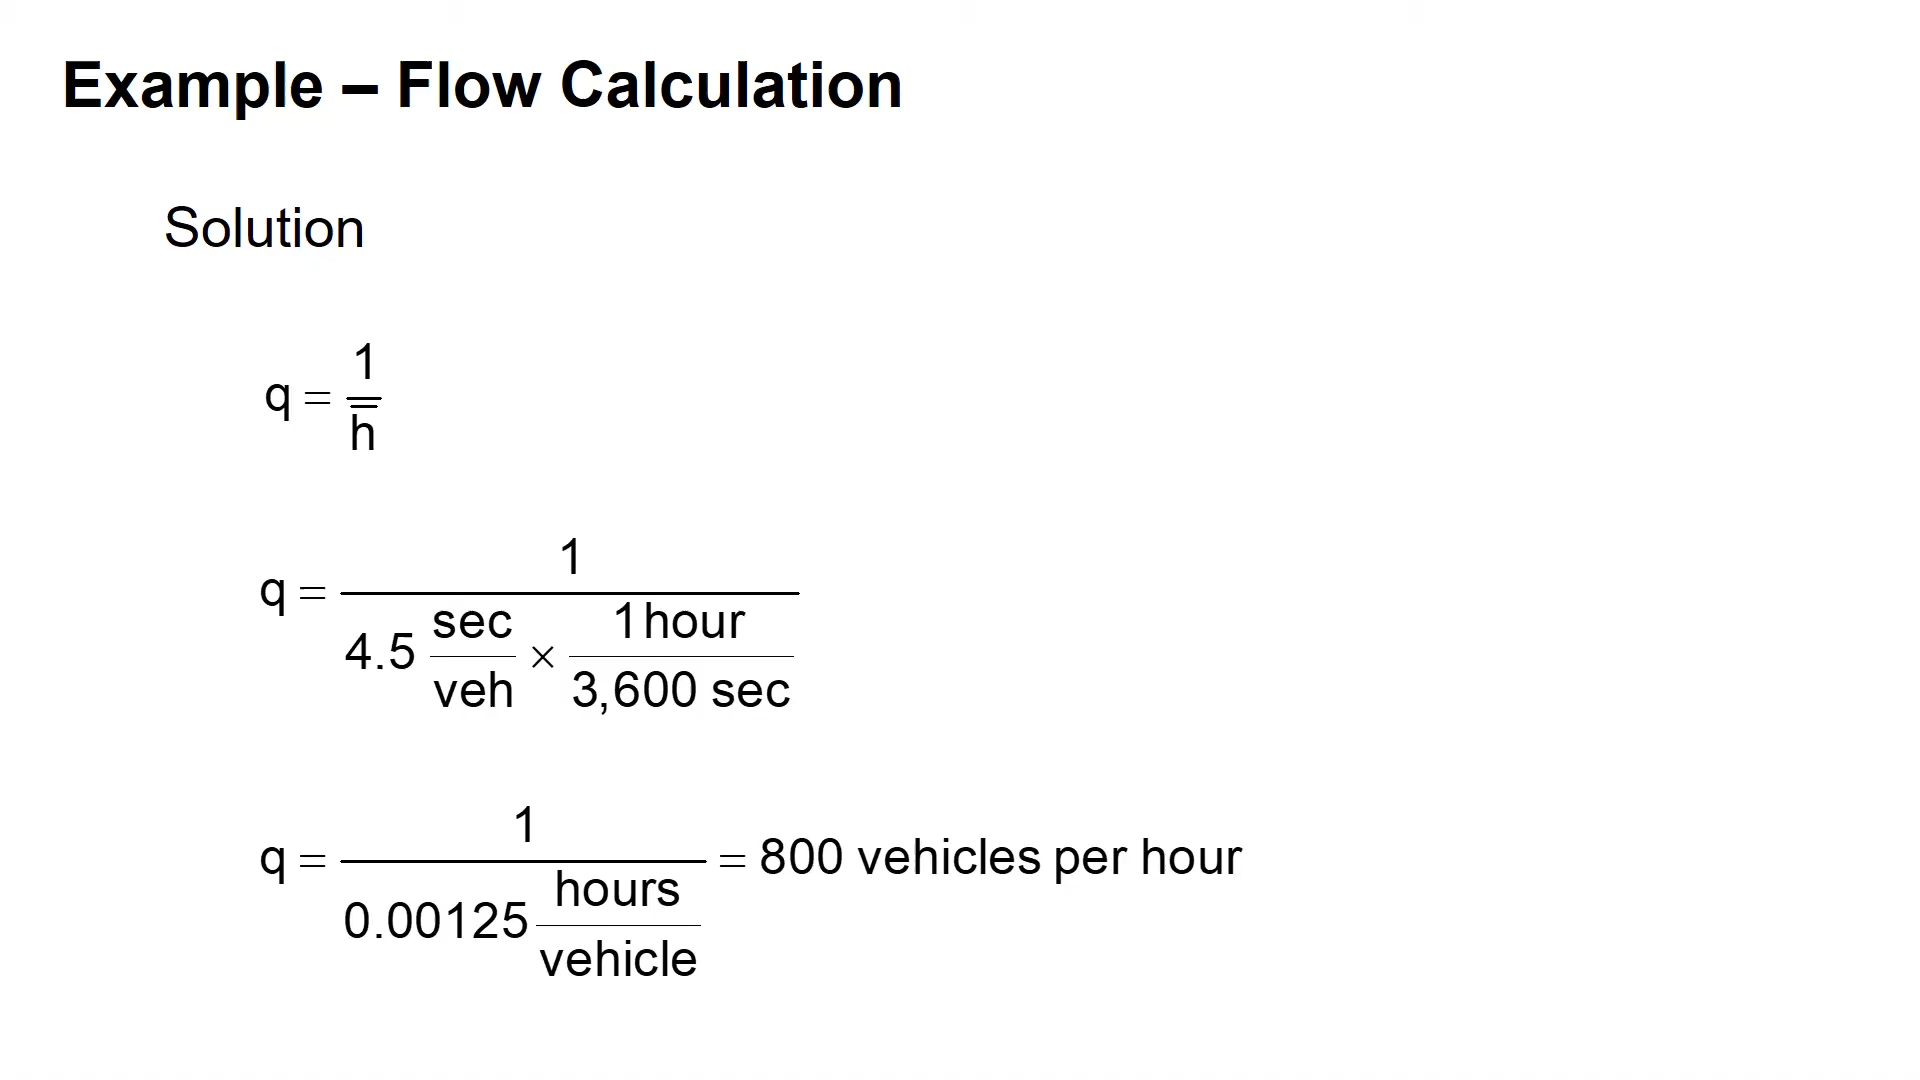 Example – Flow Calculation
Solution
q = 1 / h̅
q = 1 / (4.5 sec/veh × 1 hour/3,600 sec)
q = 1 / (0.00125 hours/vehicle) = 800 vehicles per hour